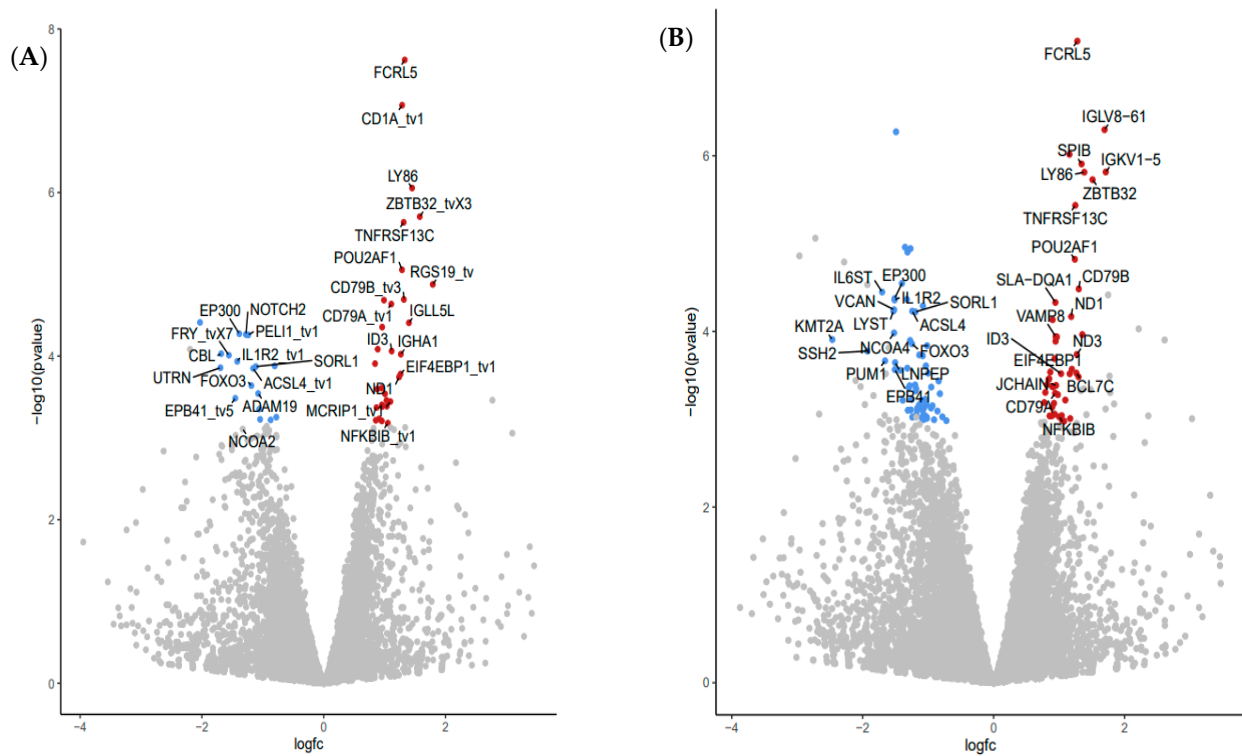 (A)
8
6
4
2
0
−4
−2
0
2
logfc
−log10(pvalue)
FCRL5
CD1A_tv1
LY86
ZBTB32_tvX3
TNFRSF13C
POU2AF1
RGS19_tv
CD79B_tv3
CD79A_tv1
IGLL5L
EP300
NOTCH2
FRY_tvX7
PELI1_tv1
ID3
IGHA1
CBL
IL1R2_tv1
SORL1
EIF4EBP1_tv1
UTRN
FOXO3
ACSL4_tv1
ND1
EPB41_tv5
ADAM19
MCRIP1_tv1
NCOA2
NFKBIB_tv1
(B)
6
4
2
0
−4
−2
0
2
logfc
−log10(pvalue)
FCRL5
IGLV8−61
SPIB
LY86
IGKV1−5
ZBTB32
TNFRSF13C
POU2AF1
IL6ST
EP300
SLA−DQA1
CD79B
VCAN
IL1R2
SORL1
ND1
KMT2A
LYST
ACSL4
VAMP8
SSH2
NCOA4
FOXO3
ID3
ND3
PUM1
LNPEP
EIF4EBP1
EPB41
JCHAIN
BCL7C
CD79A
NFKBIB